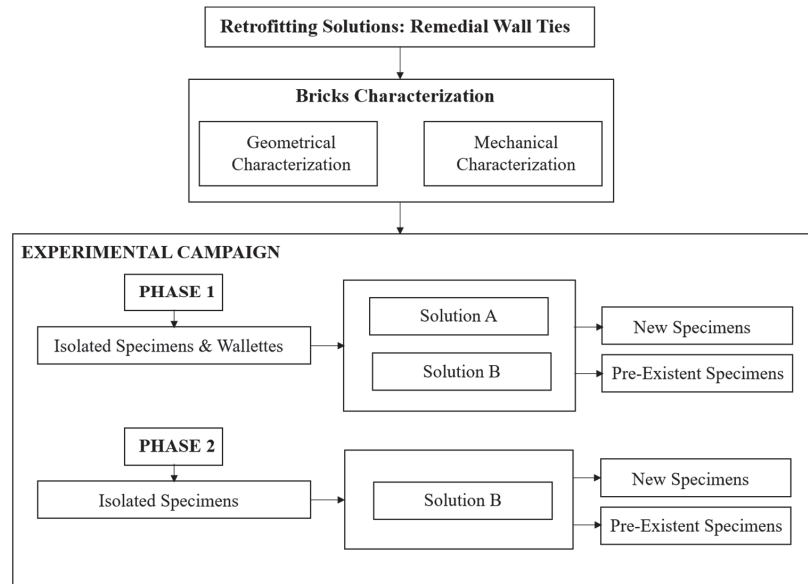 Retrofitting Solutions: Remedial Wall Ties
Bricks Characterization
Geometrical
Characterization
Mechanical
Characterization
EXPERIMENTAL CAMPAIGN
PHASE 1
Isolated Specimens & Wallettes
Solution A
Solution B
New Specimens
Pre-Existent Specimens
PHASE 2
Isolated Specimens
Solution B
New Specimens
Pre-Existent Specimens